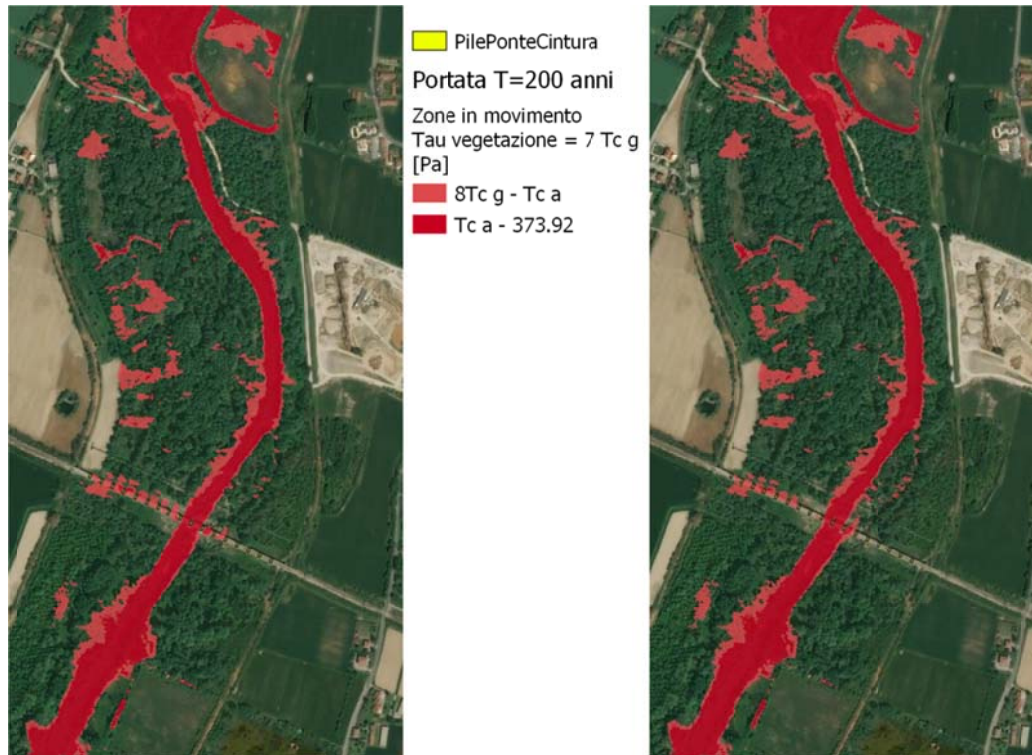 PilePonteCintura
Portata T=200 anni
Zone in movimento
Tau vegetazione = 7 Tc g
[Pa]
8Tc g - Tc a
Tc a - 373.92